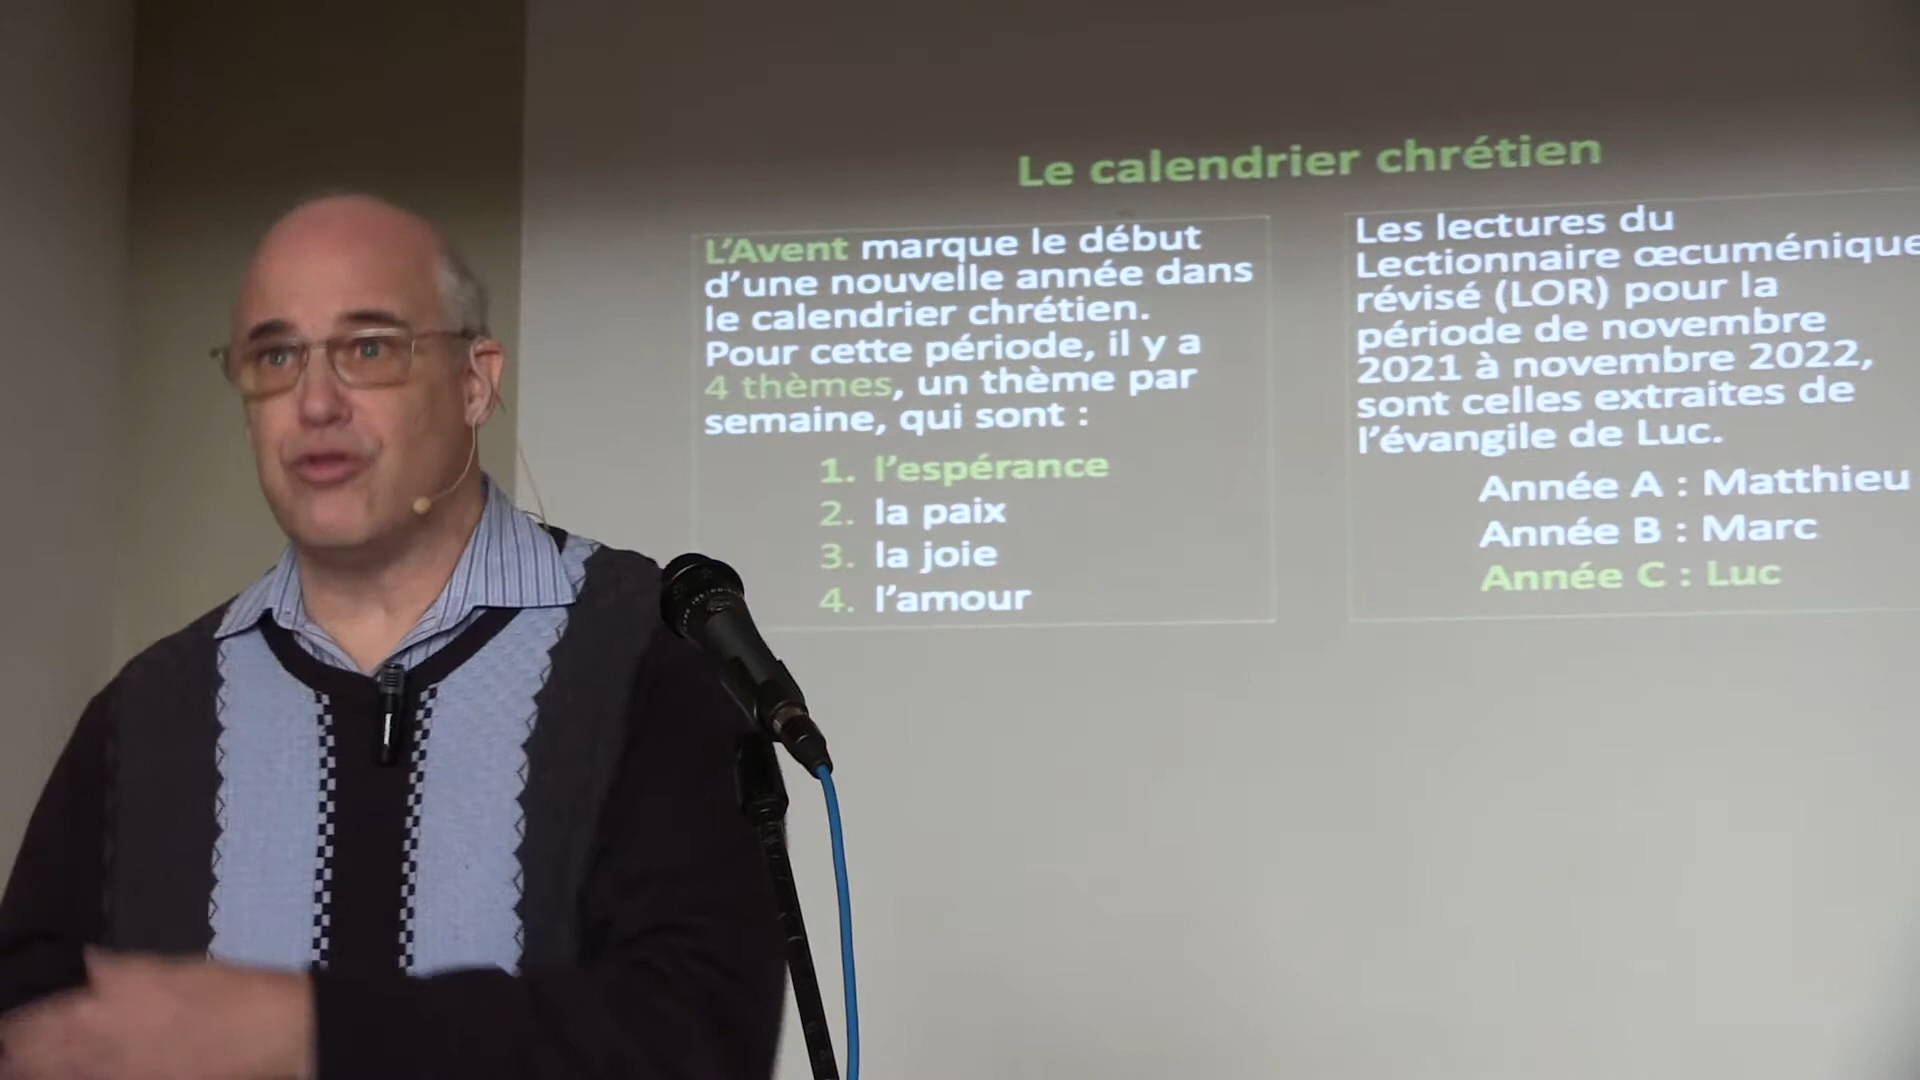 Le calendrier chrétien
L'Avent marque le début
d'une nouvelle année dans
le calendrier chrétien.
Pour cette période, il y a
4 thèmes, un thème par
semaine, qui sont :
1. l'espérance
2. la paix
3. la joie
4. l'amour
Les lectures du
Lectionnaire œcuménique
révisé (LOR) pour la
période de novembre
2021 à novembre 2022,
sont celles extraites de
l'évangile de Luc.
Année A : Matthieu
Année B : Marc
Année C : Luc